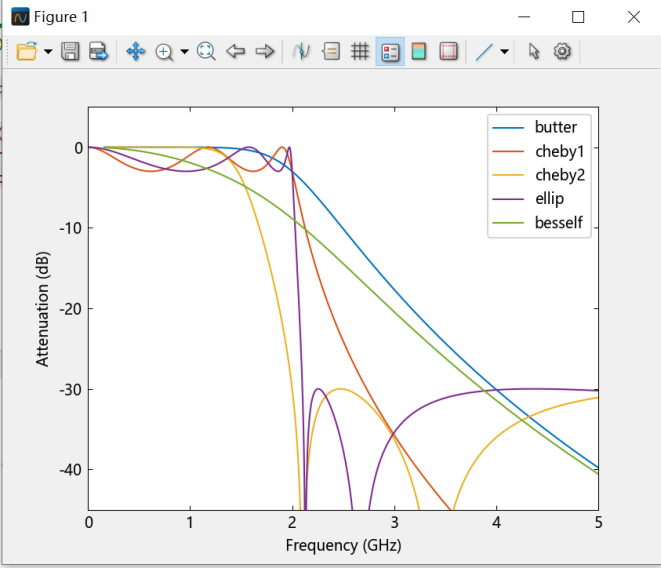 Figure 1
butter
cheby1
cheby2
ellip
besself
0
-10
-20
-30
-40
Attenuation (dB)
0 1 2 3 4 5
Frequency (GHz)